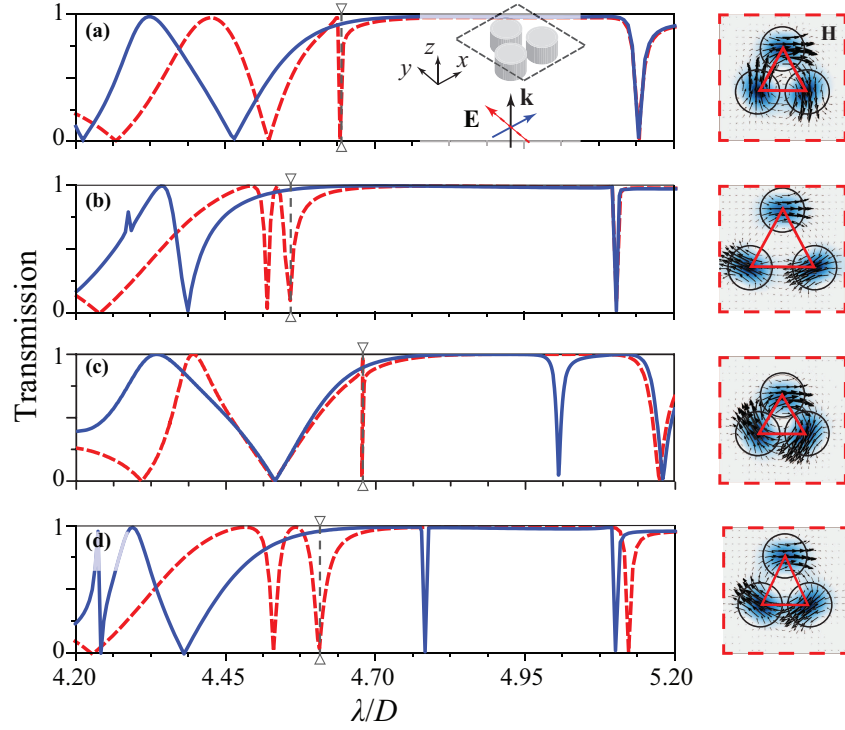 1
(a)
0
z
y
x
k
E
H
1
(b)
0
1
(c)
0
1
(d)
0
Transmission
4.20 4.45 4.70 4.95 5.20
λ/D